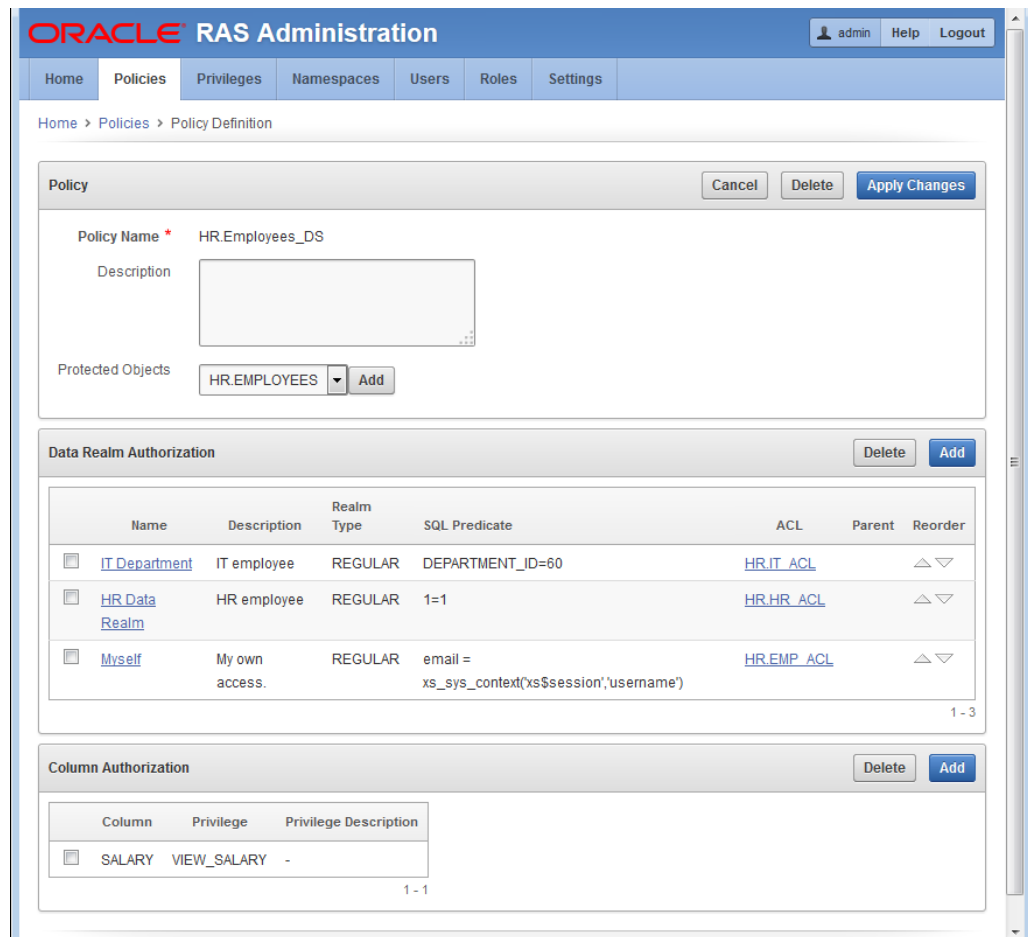 ORACLE RAS Administration
admin Help Logout
Home Policies Privileges Namespaces Users Roles Settings
Home > Policies > Policy Definition
Policy Cancel Delete Apply Changes
Policy Name * HR.Employees_DS
Description
Protected Objects HR.EMPLOYEES Add
Data Realm Authorization Delete Add
Name Description Realm Type SQL Predicate ACL Parent Reorder
IT Department IT employee REGULAR DEPARTMENT_ID=60 HR.IT_ACL
HR Data HR employee REGULAR 1=1 HR.HR_ACL
Realm
Myself My own REGULAR email = HR.EMP_ACL
access. xs_sys_context('xs$session','username')
1 - 3
Column Authorization Delete Add
Column Privilege Privilege Description
SALARY VIEW_SALARY -
1 - 1